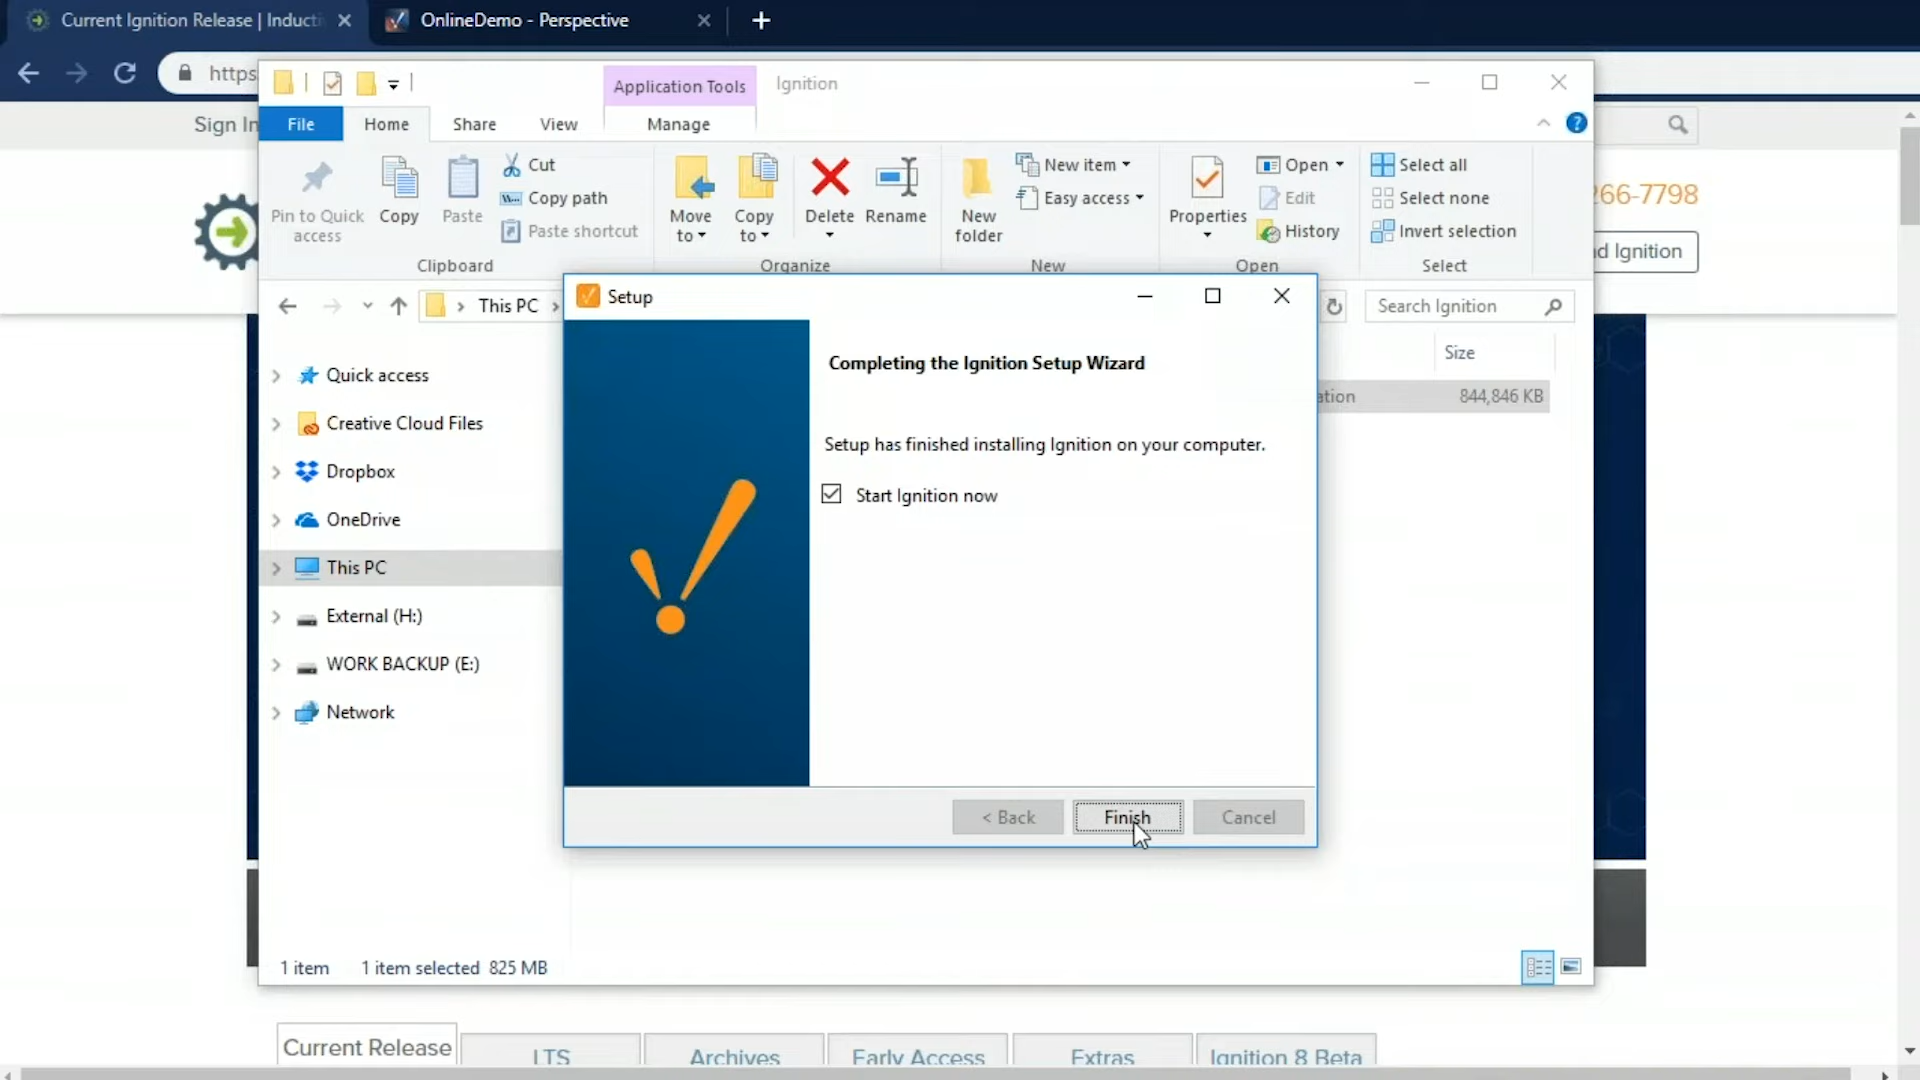 Current Ignition Release | Inducti
OnlineDemo - Perspective
https
Application Tools
Ignition
Sign In
File
Home
Share
View
Manage
Pin to Quick access
Copy
Paste
Cut
Copy path
Paste shortcut
Clipboard
Move to
Copy to
Delete
Rename
Organize
New folder
New item
Easy access
New
Properties
Open
Edit
History
Open
Select all
Select none
Invert selection
Select
266-7798
d Ignition
This PC
Search Ignition
Size
ation
844,846 KB
Quick access
Creative Cloud Files
Dropbox
OneDrive
This PC
External (H:)
WORK BACKUP (E:)
Network
Setup
Completing the Ignition Setup Wizard
Setup has finished installing Ignition on your computer.
Start Ignition now
< Back
Finish
Cancel
1 item
1 item selected 825 MB
Current Release
LTS
Archives
Early Access
Extras
Ignition 8 Beta